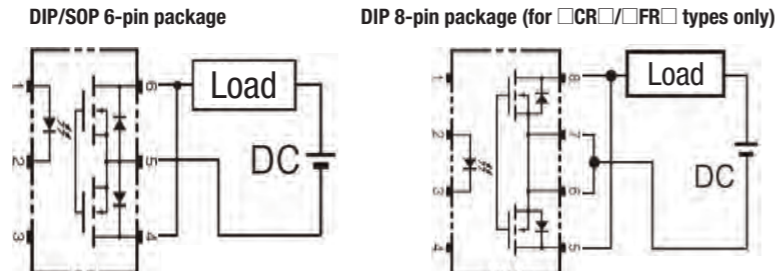 DIP/SOP 6-pin package
DIP 8-pin package (for □CR□/□FR□ types only)
1
2
3
6
5
4
Load
DC
1
2
3
4
8
7
6
5
Load
DC